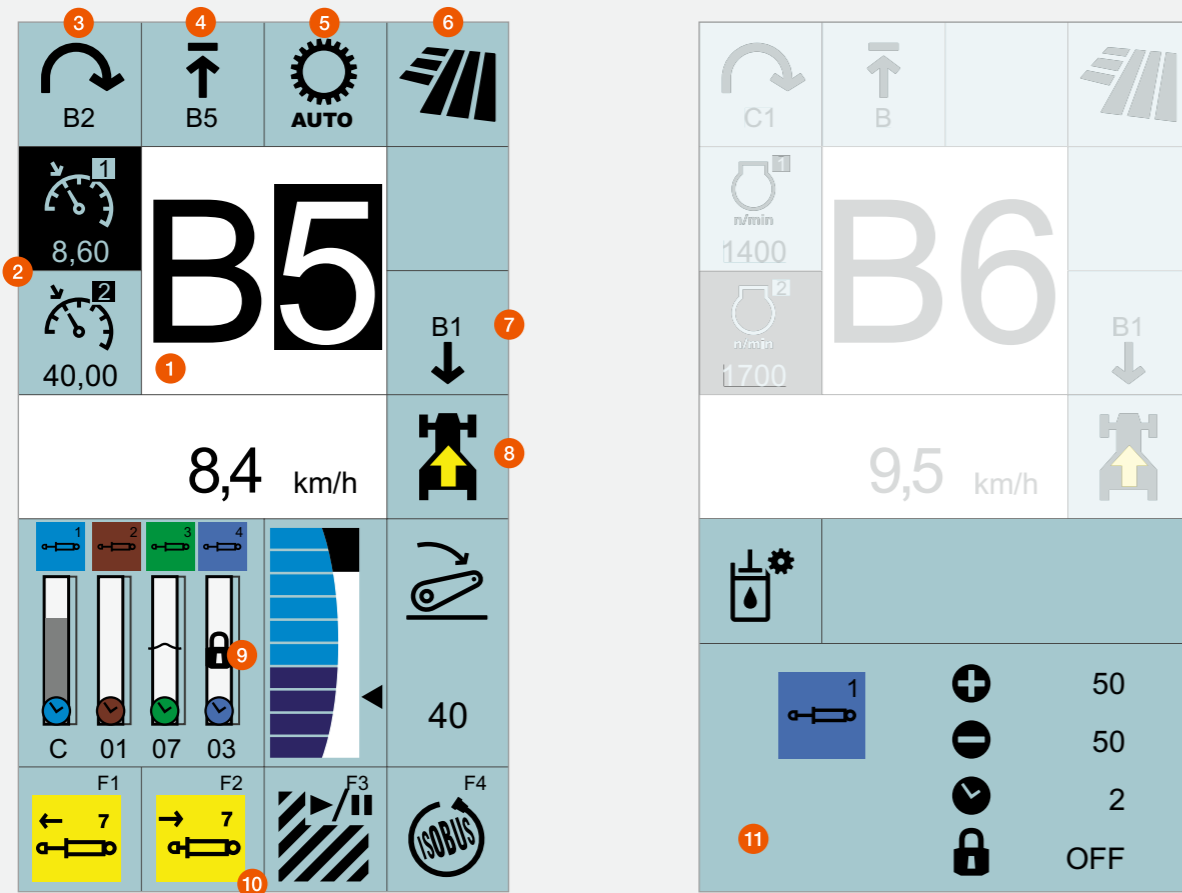 3
4
5
6
B2
B5
AUTO
1
8,60
2
2
40,00
B5
1
B1
7
8,4 km/h
8
1 2 3 4
9
C 01 07 03
40
F1 F2 F3 F4
7 7 ISOBUS
10
C1
B
1
n/min
1400
2
n/min
1700
B6
B1
9,5 km/h
1
50
50
2
OFF
11